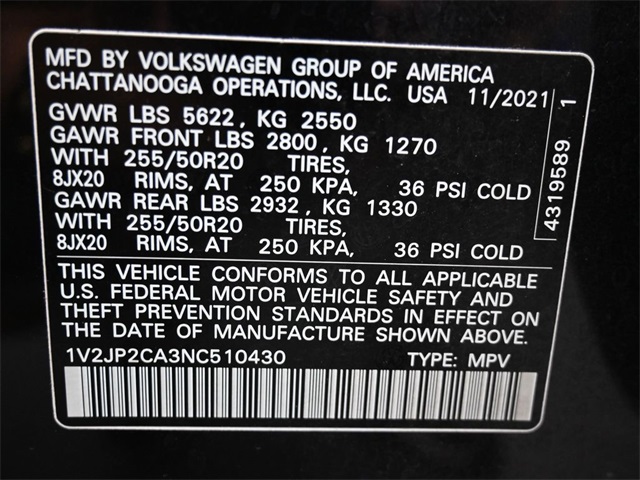 MFD BY VOLKSWAGEN GROUP OF AMERICA
CHATTANOOGA OPERATIONS, LLC. USA 11/2021
GVWR LBS 5622, KG 2550
GAWR FRONT LBS 2800, KG 1270
WITH 255/50R20 TIRES,
8JX20 RIMS, AT 250 KPA, 36 PSI COLD
GAWR REAR LBS 2932, KG 1330
WITH 255/50R20 TIRES,
8JX20 RIMS, AT 250 KPA, 36 PSI COLD
THIS VEHICLE CONFORMS TO ALL APPLICABLE
U.S. FEDERAL MOTOR VEHICLE SAFETY AND
THEFT PREVENTION STANDARDS IN EFFECT ON
THE DATE OF MANUFACTURE SHOWN ABOVE.
1V2JP2CA3NC510430 TYPE: MPV
4319589 1